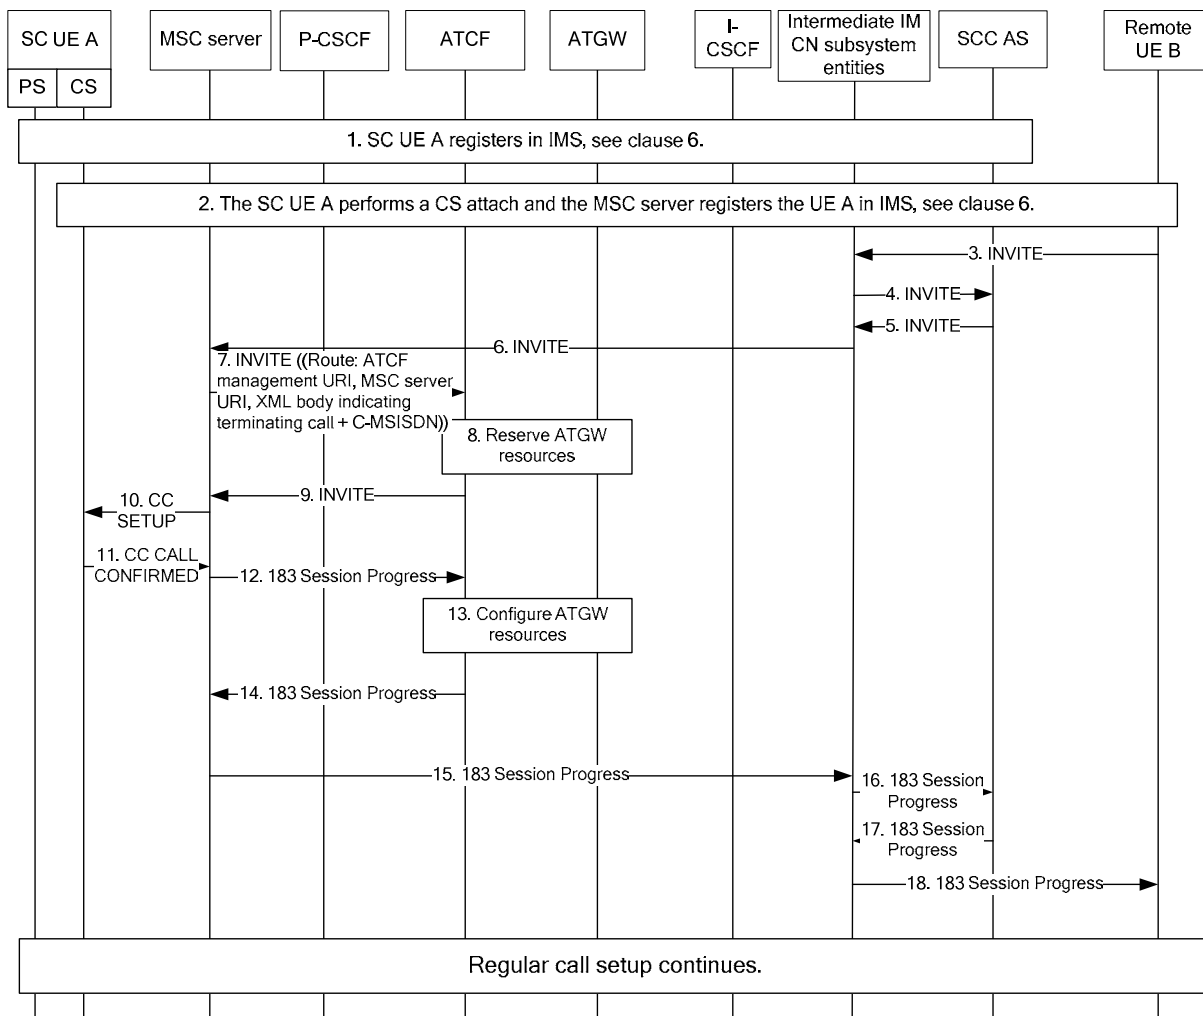 SC UE A
MSC server
P-CSCF
ATCF
ATGW
I-
CSCF
Intermediate IM
CN subsystem
entities
SCC AS
Remote
UE B
PS
CS
1. SC UE A registers in IMS, see clause 6.
2. The SC UE A performs a CS attach and the MSC server registers the UE A in IMS, see clause 6.
3. INVITE
4. INVITE
5. INVITE
6. INVITE
7. INVITE ((Route: ATCF
management URI, MSC server
URI, XML body indicating
terminating call + C-MSISDN))
8. Reserve ATGW
resources
9. INVITE
10. CC
SETUP
11. CC CALL
CONFIRMED
12. 183 Session Progress
13. Configure ATGW
resources
14. 183 Session Progress
15. 183 Session Progress
16. 183 Session
Progress
17. 183 Session
Progress
18. 183 Session Progress
Regular call setup continues.